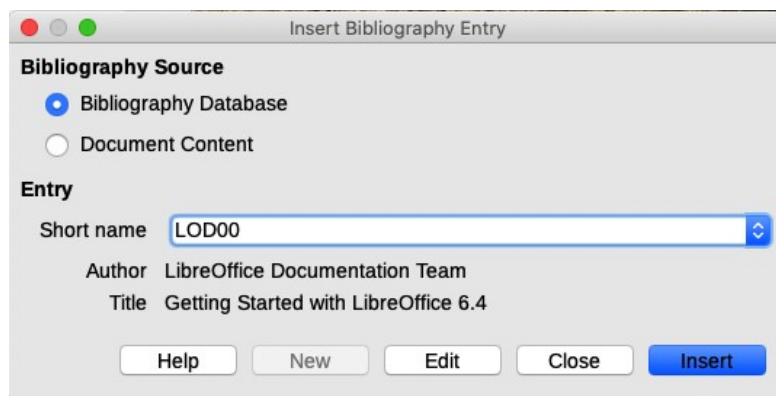 Insert Bibliography Entry
Bibliography Source
Bibliography Database
Document Content
Entry
Short name LOD00
Author LibreOffice Documentation Team
Title Getting Started with LibreOffice 6.4
Help New Edit Close Insert